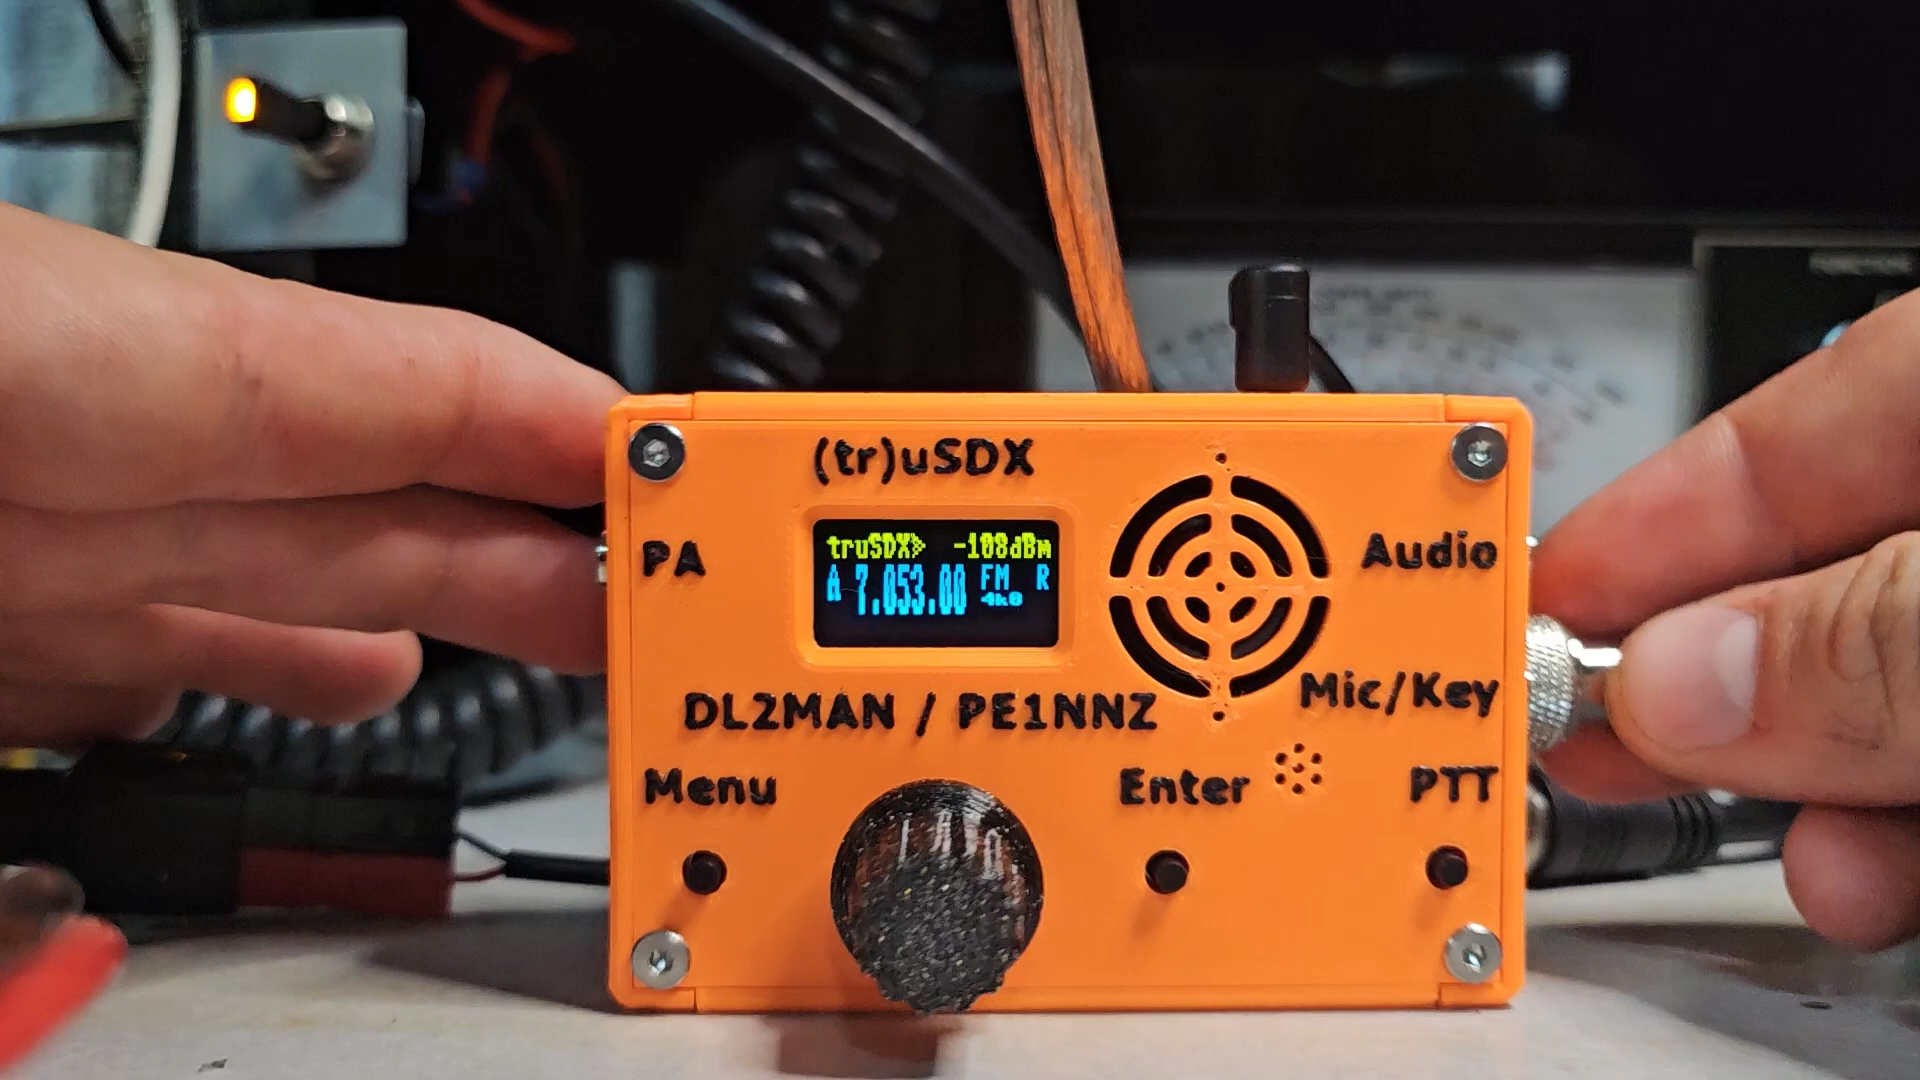 (tr)uSDX
PA
truSDX> -108dBm
A 7.053.00 FM R
4k0
Audio
Mic/Key
DL2MAN / PE1NNZ
Menu
Enter
PTT